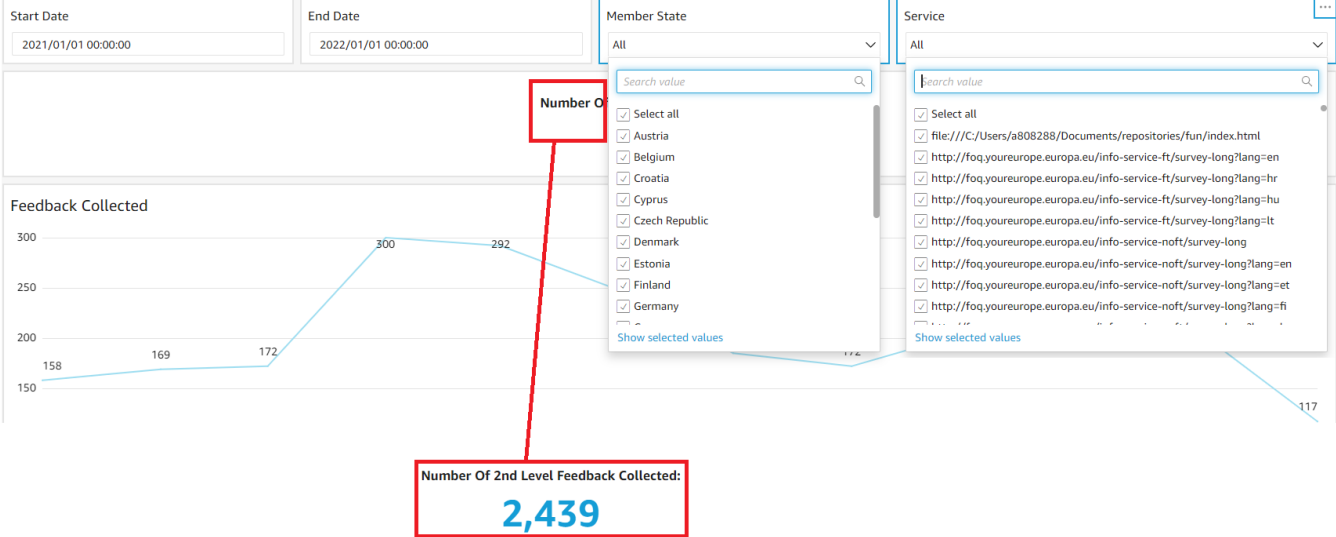 Start Date
End Date
Member State
Service
2021/01/01 00:00:00
2022/01/01 00:00:00
All
All
Search value
Search value
Number O
Select all
Austria
Belgium
Croatia
Cyprus
Czech Republic
Denmark
Estonia
Finland
Germany
Show selected values
Select all
file:///C:/Users/a808288/Documents/repositories/fun/index.html
http://foq.youreurope.europa.eu/info-service-ft/survey-long?lang=en
http://foq.youreurope.europa.eu/info-service-ft/survey-long?lang=hr
http://foq.youreurope.europa.eu/info-service-ft/survey-long?lang=hu
http://foq.youreurope.europa.eu/info-service-ft/survey-long?lang=lt
http://foq.youreurope.europa.eu/info-service-noft/survey-long
http://foq.youreurope.europa.eu/info-service-noft/survey-long?lang=en
http://foq.youreurope.europa.eu/info-service-noft/survey-long?lang=et
http://foq.youreurope.europa.eu/info-service-noft/survey-long?lang=fi
Show selected values
Feedback Collected
300
250
200
150
158
169
172
300
292
172
117
Number Of 2nd Level Feedback Collected:
2,439